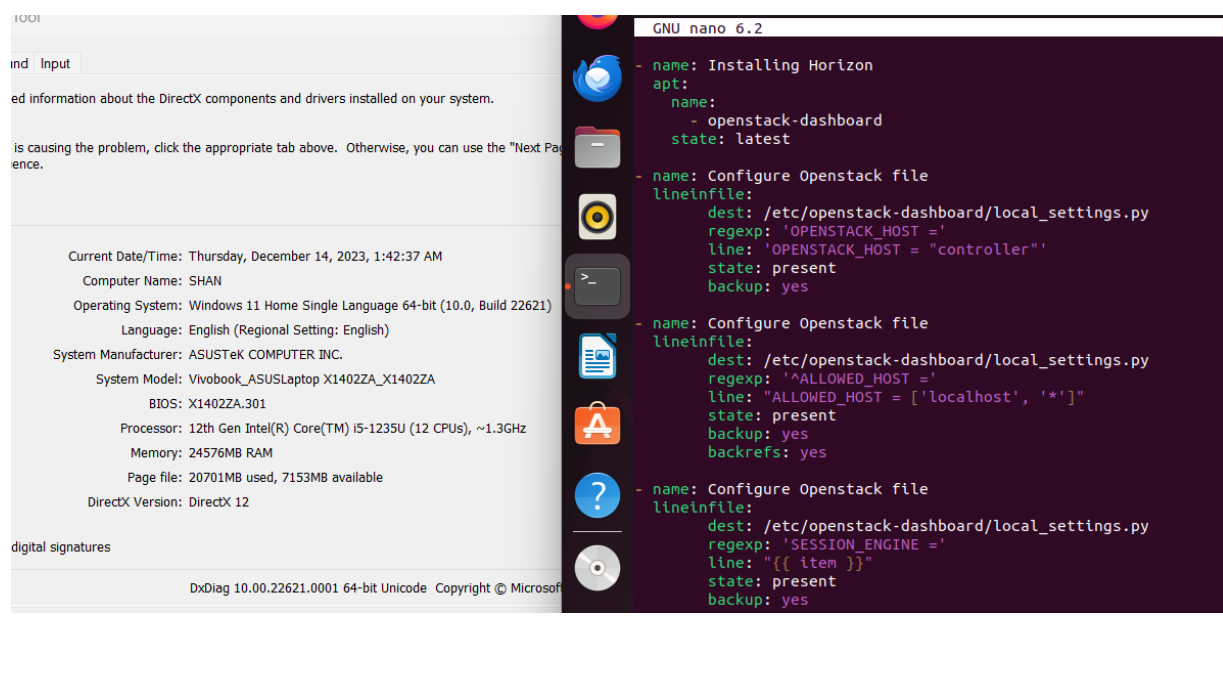 Tool
und Input
ed information about the DirectX components and drivers installed on your system.
is causing the problem, click the appropriate tab above. Otherwise, you can use the "Next Pag
ence.
Current Date/Time: Thursday, December 14, 2023, 1:42:37 AM
Computer Name: SHAN
Operating System: Windows 11 Home Single Language 64-bit (10.0, Build 22621)
Language: English (Regional Setting: English)
System Manufacturer: ASUSTeK COMPUTER INC.
System Model: Vivobook_ASUSLaptop X1402ZA_X1402ZA
BIOS: X1402ZA.301
Processor: 12th Gen Intel(R) Core(TM) i5-1235U (12 CPUs), ~1.3GHz
Memory: 24576MB RAM
Page file: 20701MB used, 7153MB available
DirectX Version: DirectX 12
digital signatures
DxDiag 10.00.22621.0001 64-bit Unicode Copyright © Microsoft
GNU nano 6.2
- name: Installing Horizon
apt:
name:
- openstack-dashboard
state: latest
- name: Configure Openstack file
lineinfile:
dest: /etc/openstack-dashboard/local_settings.py
regexp: 'OPENSTACK_HOST ='
line: 'OPENSTACK_HOST = "controller"'
state: present
backup: yes
- name: Configure Openstack file
lineinfile:
dest: /etc/openstack-dashboard/local_settings.py
regexp: '^ALLOWED_HOST ='
line: "ALLOWED_HOST = ['localhost', '*']"
state: present
backup: yes
backrefs: yes
- name: Configure Openstack file
lineinfile:
dest: /etc/openstack-dashboard/local_settings.py
regexp: 'SESSION_ENGINE ='
line: "{{ item }}"
state: present
backup: yes